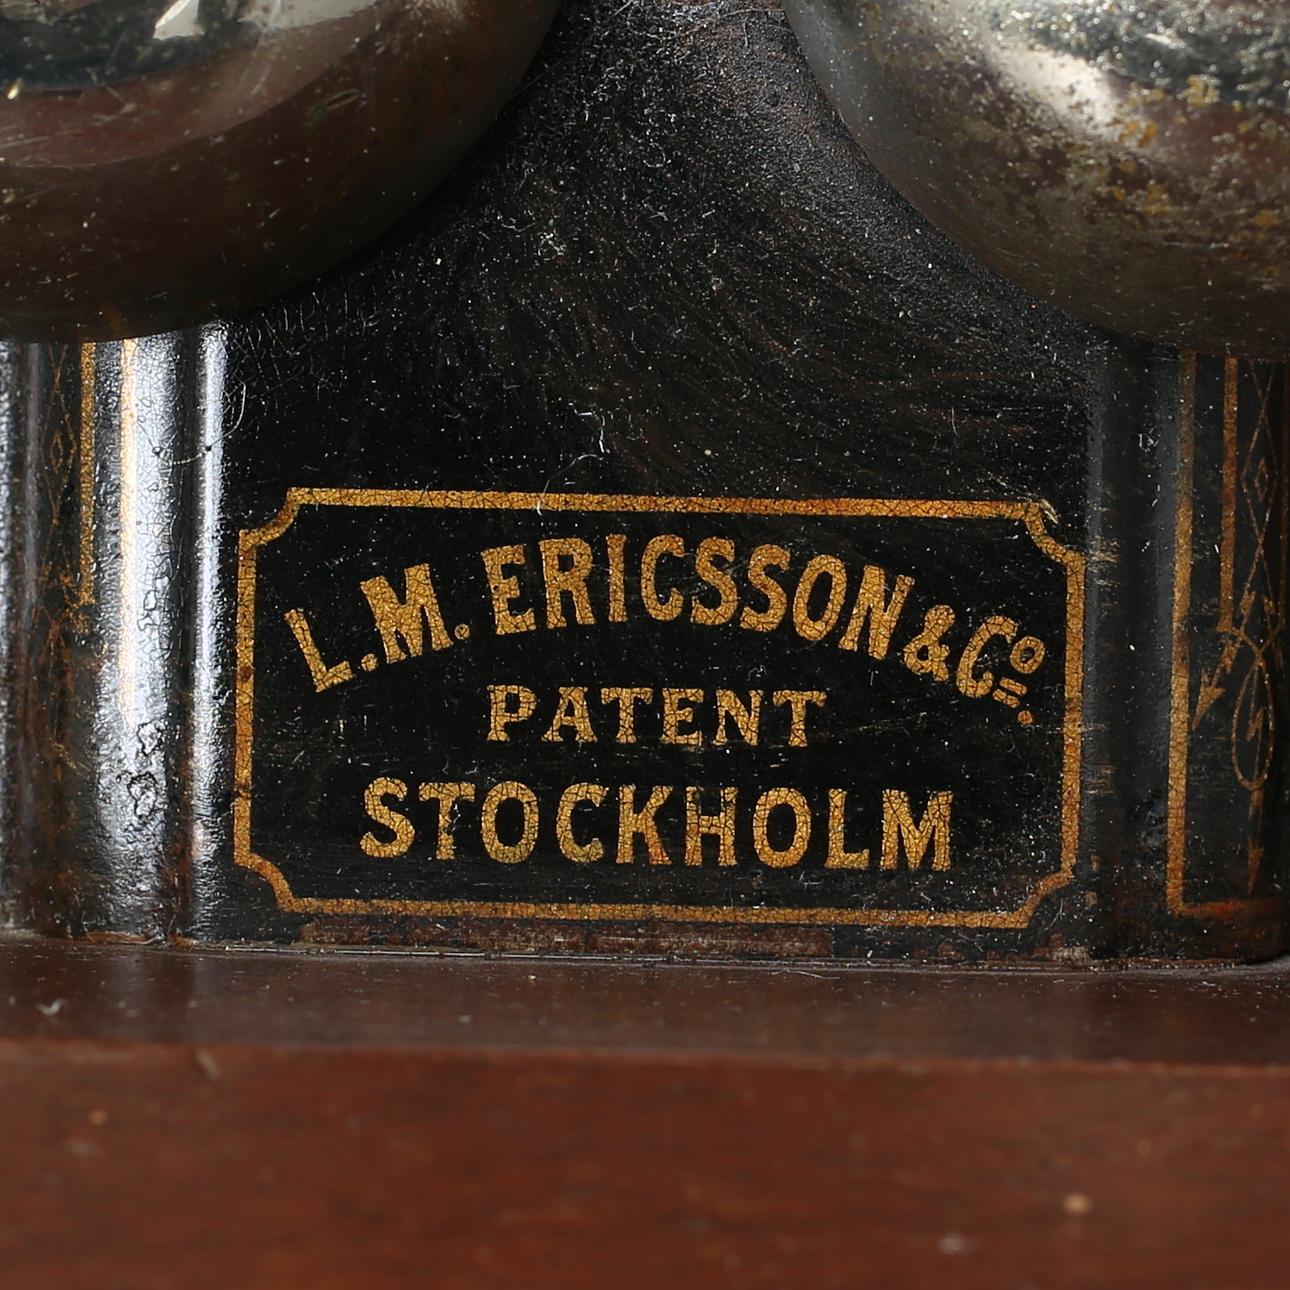 L.M. ERICSSON & Cº.
PATENT
STOCKHOLM